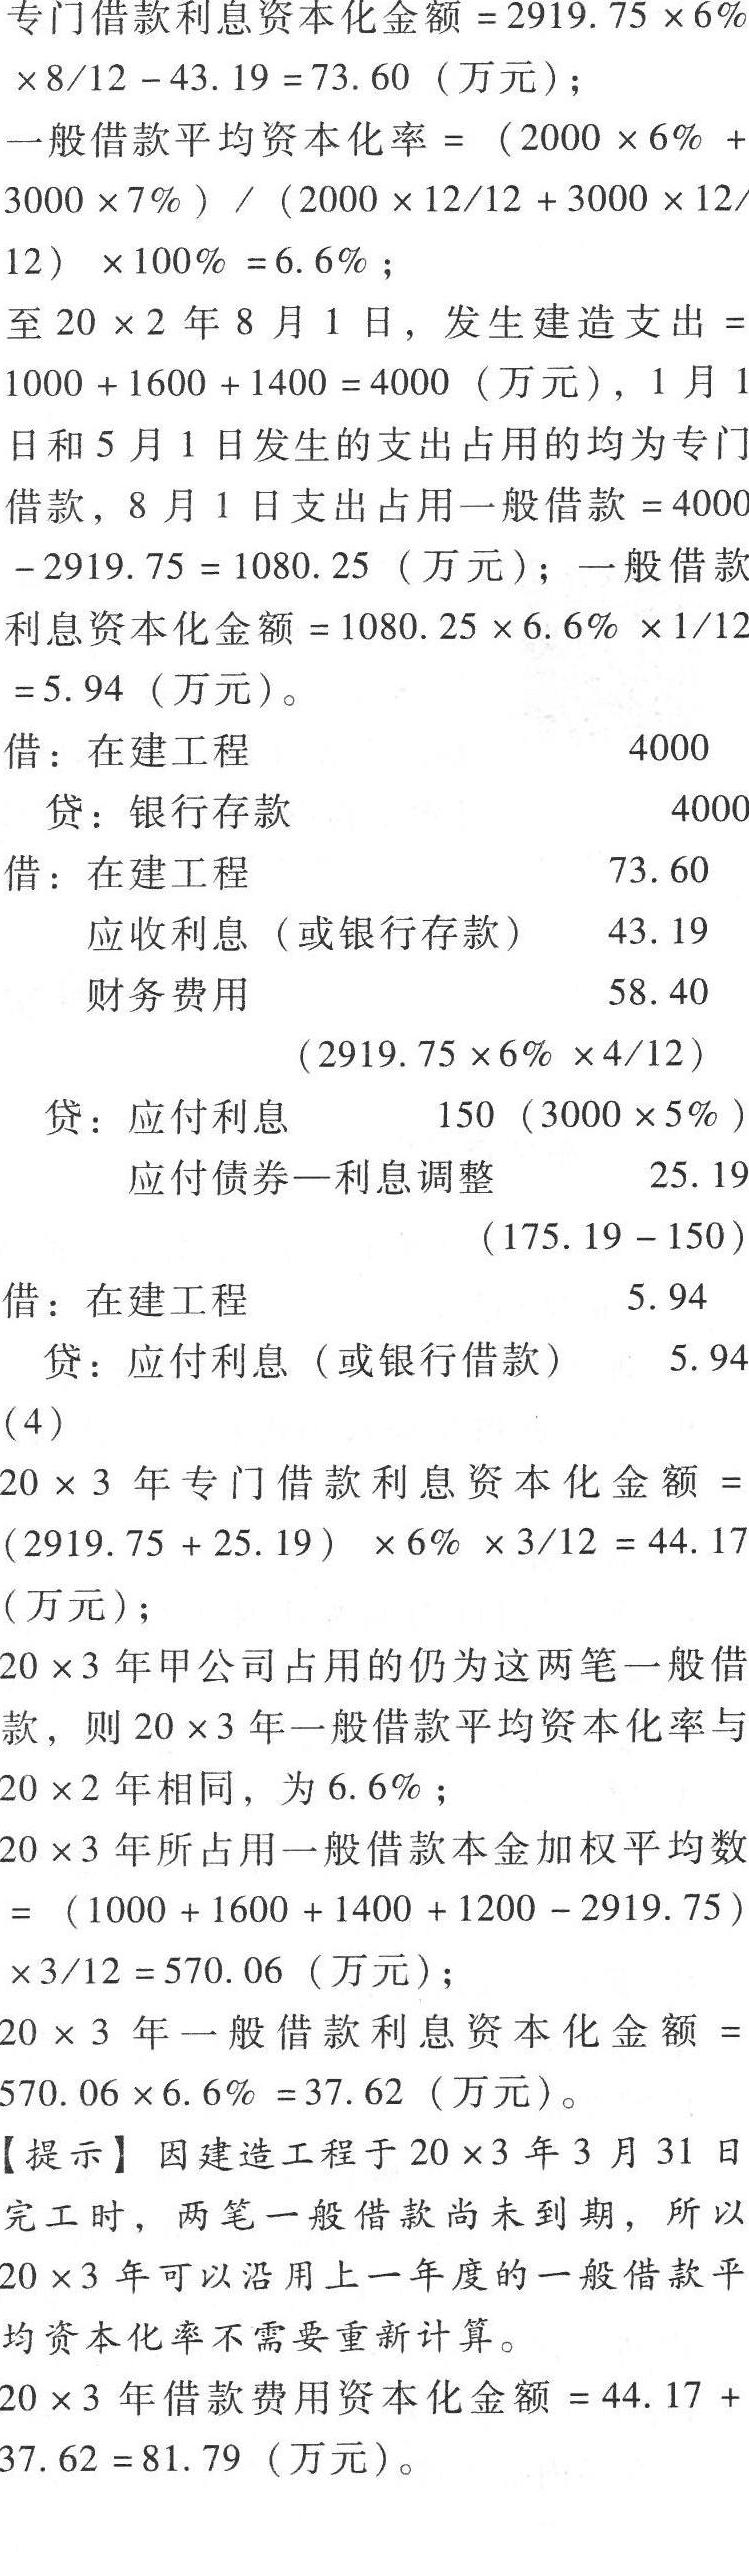 专门借款利息资本化金额=2919.75×6%
×8/12-43.19=73.60（万元）；
一般借款平均资本化率=（2000×6%+
3000×7%）/（2000×12/12+3000×12/
12）×100%=6.6%；
至20×2年8月1日，发生建造支出=
1000+1600+1400=4000（万元），1月1
日和5月1日发生的支出占用的均为专门
借款，8月1日支出占用一般借款=4000
-2919.75=1080.25（万元）；一般借款
利息资本化金额=1080.25×6.6%×1/12
=5.94（万元）。
借：在建工程 4000
贷：银行存款 4000
借：在建工程 73.60
应收利息（或银行存款） 43.19
财务费用 58.40
（2919.75×6%×4/12）
贷：应付利息 150（3000×5%）
应付债券—利息调整 25.19
（175.19-150）
借：在建工程 5.94
贷：应付利息（或银行借款） 5.94
(4)
20×3年专门借款利息资本化金额=
（2919.75+25.19）×6%×3/12=44.17
（万元）；
20×3年甲公司占用的仍为这两笔一般借
款，则20×3年一般借款平均资本化率与
20×2年相同，为6.6%；
20×3年所占用一般借款本金加权平均数
=（1000+1600+1400+1200-2919.75）
×3/12=570.06（万元）；
20×3年一般借款利息资本化金额=
570.06×6.6%=37.62（万元）。
【提示】因建造工程于20×3年3月31日
完工时，两笔一般借款尚未到期，所以
20×3年可以沿用上一年度的一般借款平
均资本化率不需要重新计算。
20×3年借款费用资本化金额=44.17+
37.62=81.79（万元）。